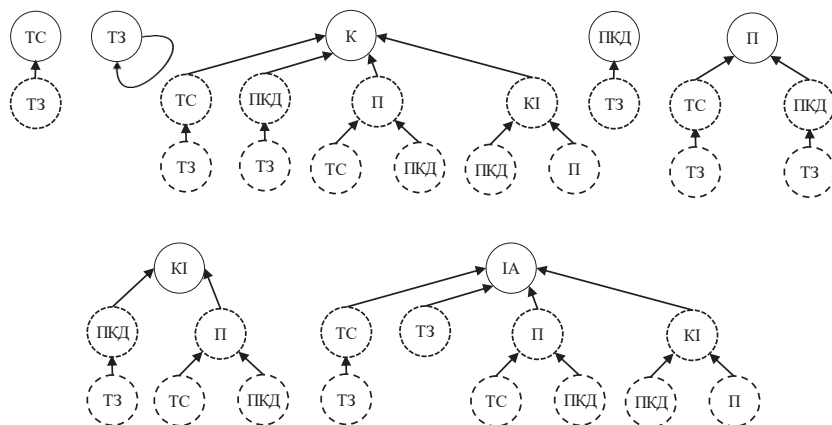 ТС ТЗ К ПКД П
ТЗ ТС ПКД П КІ ТЗ ТС ПКД
ТЗ ТЗ ТС ПКД ПКД П ТЗ ТЗ
КІ ІА
ПКД П ТС ТЗ П КІ
ТЗ ТС ПКД ТЗ ТС ПКД ПКД П